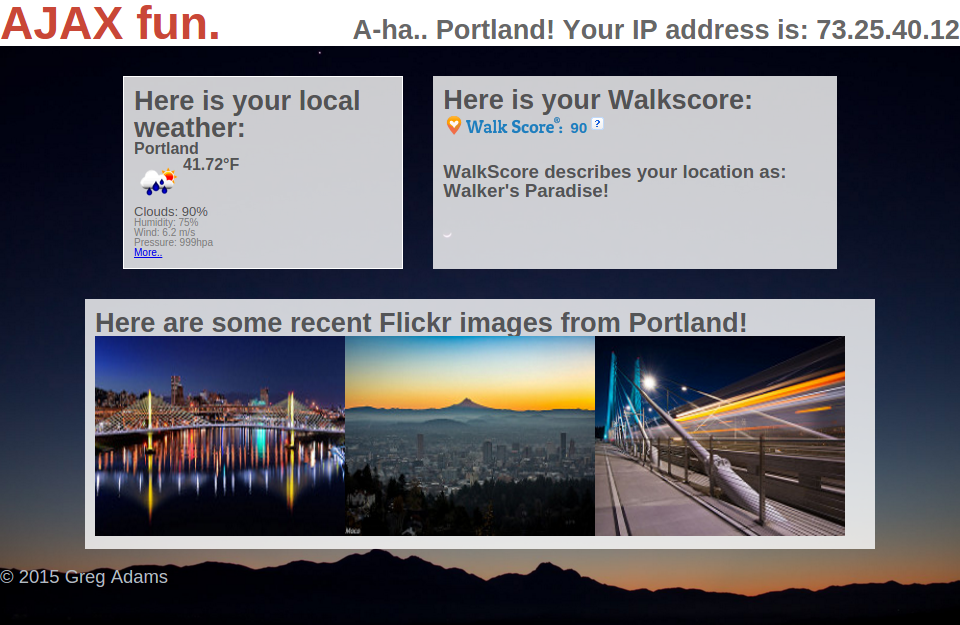 AJAX fun.
A-ha.. Portland! Your IP address is: 73.25.40.12
Here is your local
weather:
Portland
41.72°F
Clouds: 90%
Humidity: 75%
Wind: 6.2 m/s
Pressure: 999hpa
More..
Here is your Walkscore:
Walk Score®: 90 ?
WalkScore describes your location as:
Walker's Paradise!
Here are some recent Flickr images from Portland!
Moco
© 2015 Greg Adams